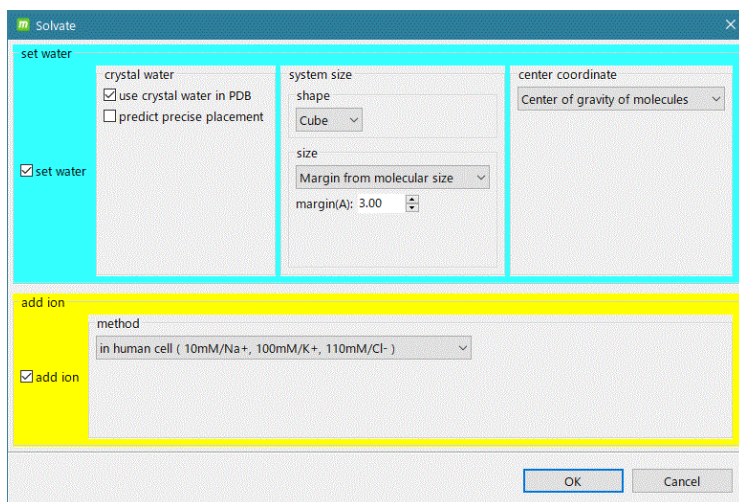 m Solvate
set water
crystal water
use crystal water in PDB
predict precise placement
set water
system size
shape
Cube
size
Margin from molecular size
margin(A): 3.00
center coordinate
Center of gravity of molecules
add ion
method
in human cell ( 10mM/Na+, 100mM/K+, 110mM/Cl- )
add ion
OK
Cancel